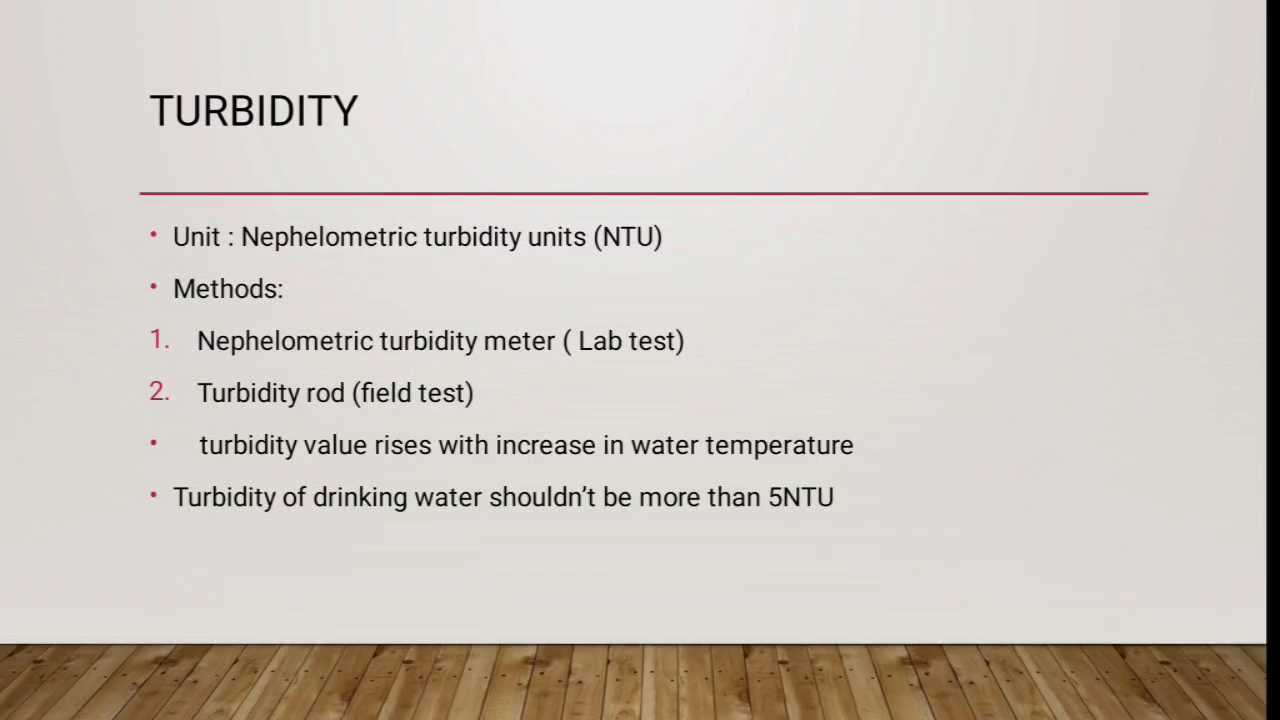 TURBIDITY
• Unit : Nephelometric turbidity units (NTU)
• Methods:
1. Nephelometric turbidity meter ( Lab test)
2. Turbidity rod (field test)
• turbidity value rises with increase in water temperature
• Turbidity of drinking water shouldn’t be more than 5NTU